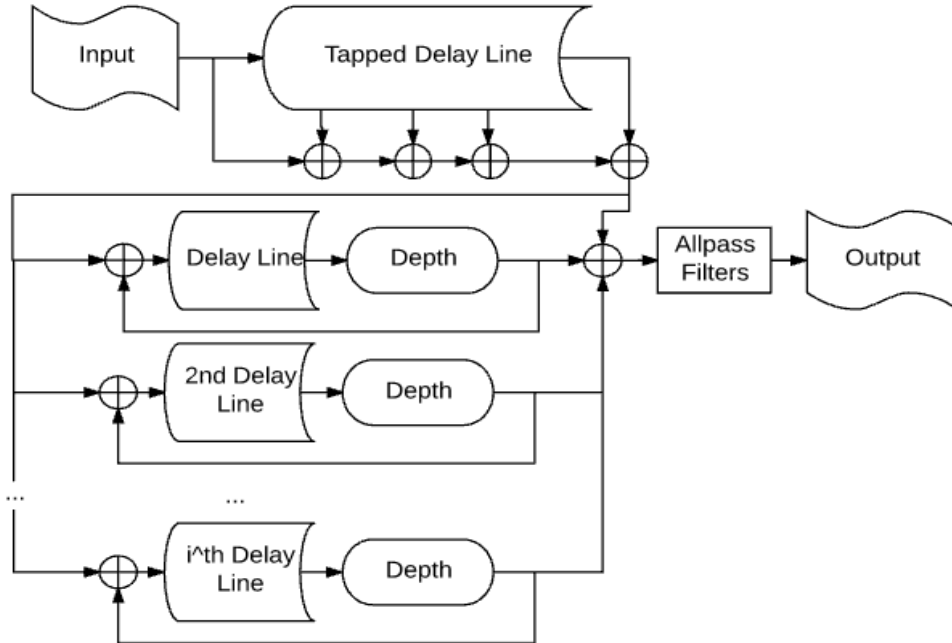 Input
Tapped Delay Line
Delay Line
Depth
Allpass
Filters
Output
2nd Delay
Line
Depth
...
...
i^th Delay
Line
Depth